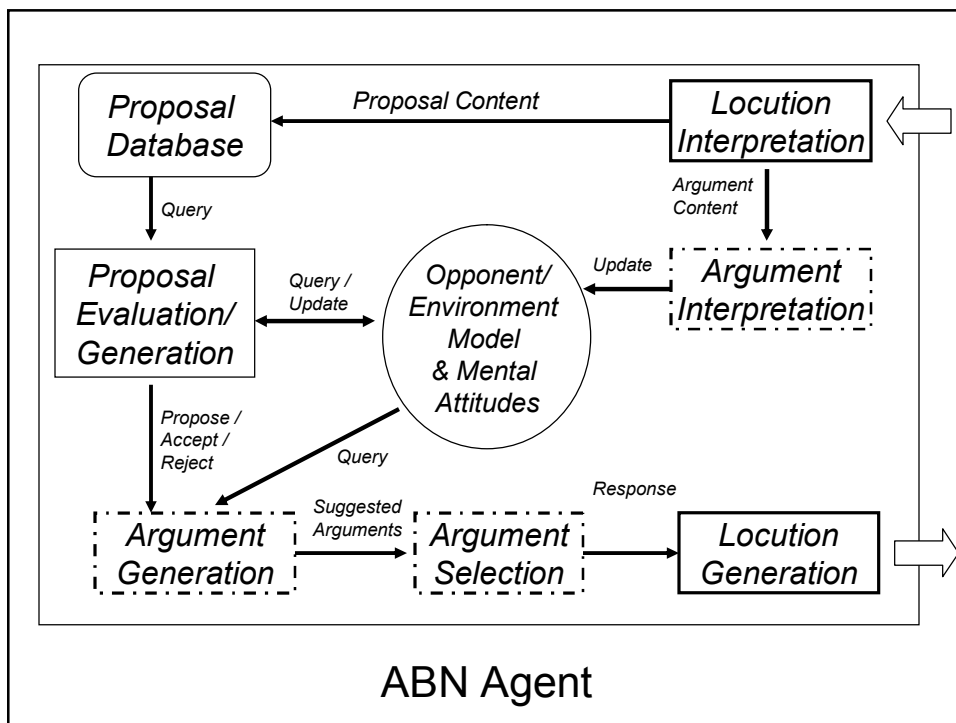 Proposal
Database
Proposal Content
Locution
Interpretation
Query
Argument
Content
Proposal
Evaluation/
Generation
Query /
Update
Opponent/
Environment
Model
& Mental
Attitudes
Update
Argument
Interpretation
Propose /
Accept /
Reject
Query
Argument
Generation
Suggested
Arguments
Argument
Selection
Response
Locution
Generation
ABN Agent